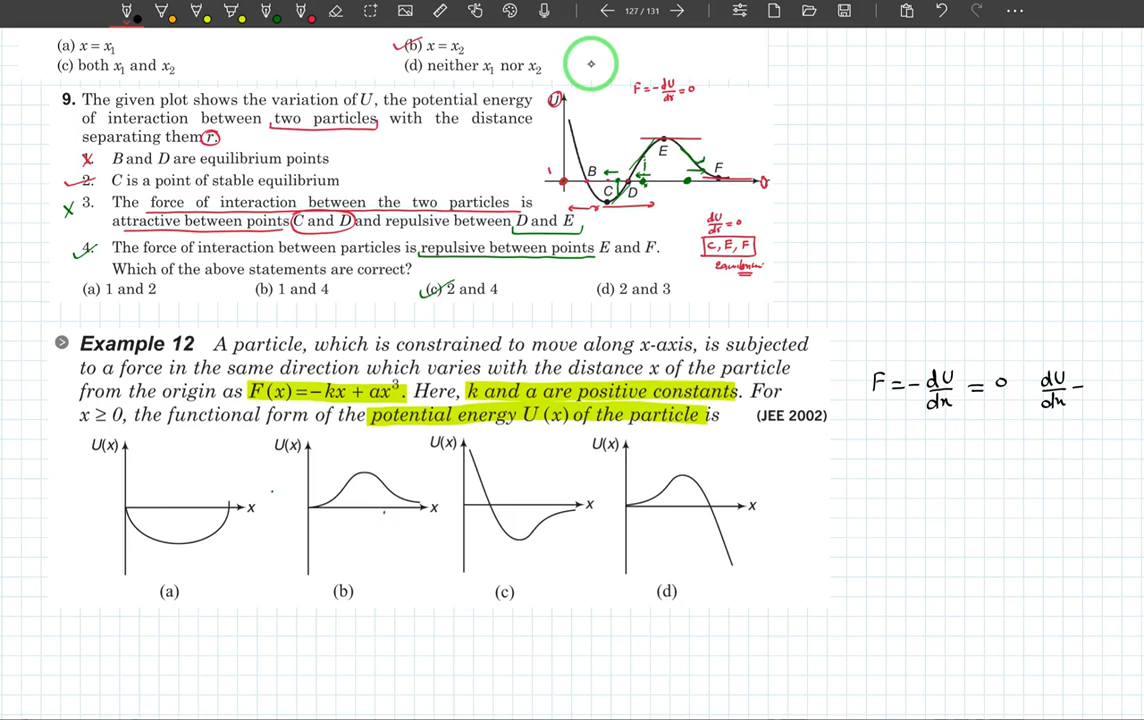 127 / 131
(a) x = x₁ (b) x = x₂
(c) both x₁ and x₂ (d) neither x₁ nor x₂
F = -dU/dr = 0
9. The given plot shows the variation of U, the potential energy
of interaction between two particles with the distance
separating them r.
1. B and D are equilibrium points
2. C is a point of stable equilibrium
3. The force of interaction between the two particles is
attractive between points C and D and repulsive between D and E
4. The force of interaction between particles is repulsive between points E and F.
Which of the above statements are correct?
(a) 1 and 2 (b) 1 and 4 (c) 2 and 4 (d) 2 and 3
U
B
C
D
E
F
dU/dr = 0
C, E, F
Example 12 A particle, which is constrained to move along x-axis, is subjected
to a force in the same direction which varies with the distance x of the particle
from the origin as F(x) = – kx + ax³. Here, k and a are positive constants. For
x ≥ 0, the functional form of the potential energy U (x) of the particle is (JEE 2002)
F = - dU/dx = 0 dU/dx -
U(x) U(x) U(x) U(x)
x x x x
(a) (b) (c) (d)